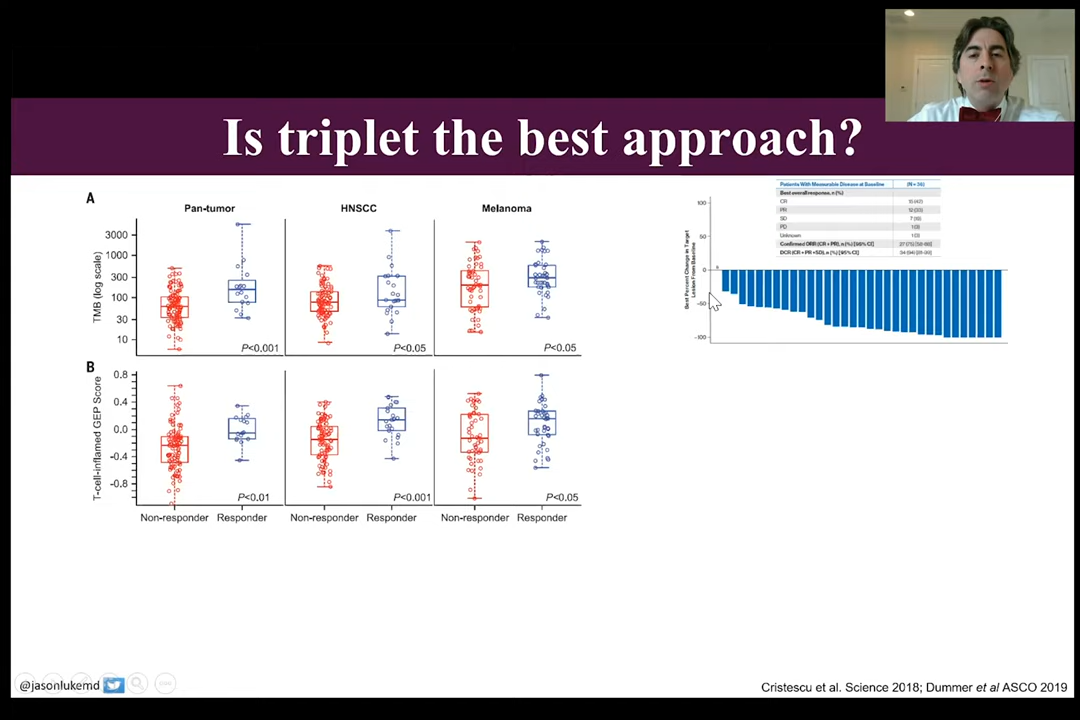 Is triplet the best approach?
A
Pan-tumor
HNSCC
Melanoma
TMB (log scale)
3000
1000
300
100
30
10
P<0.001
P<0.05
P<0.05
B
T-cell-inflamed GEP Score
0.8
0.4
0.0
-0.4
-0.8
P<0.01
P<0.001
P<0.05
Non-responder Responder
Non-responder Responder
Non-responder Responder
Patients With Measurable Disease at Baseline (N = 36)
Best overall response, n (%)
CR 15 (42)
PR 12 (33)
SD
PD
Unknown
Confirmed ORR (CR + PR), n (%) [95% CI]
DCR (CR + PR + SD), n (%) [95% CI]
Best Percent Change in Target
Lesion From Baseline
100
50
0
-50
-100
@jasonlukemd
Cristescu et al. Science 2018; Dummer et al ASCO 2019